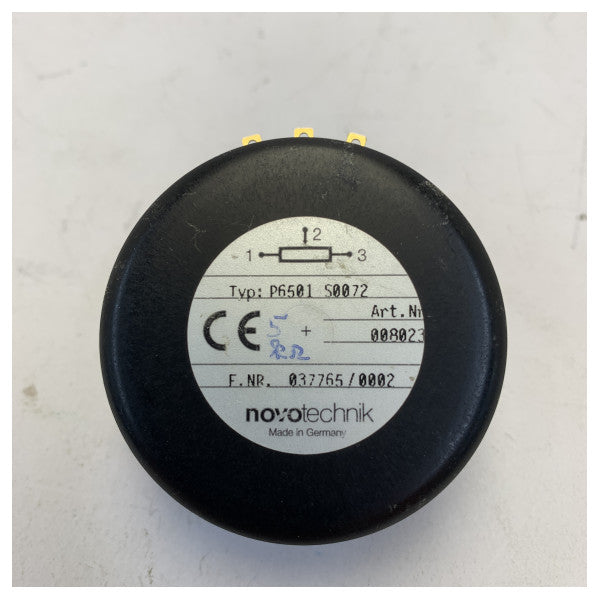 2
1 3
Typ: P6501 S0072
Art.Nr
CE 5 + 008023
kΩ
F.NR. 037765/0002
novotechnik
Made in Germany